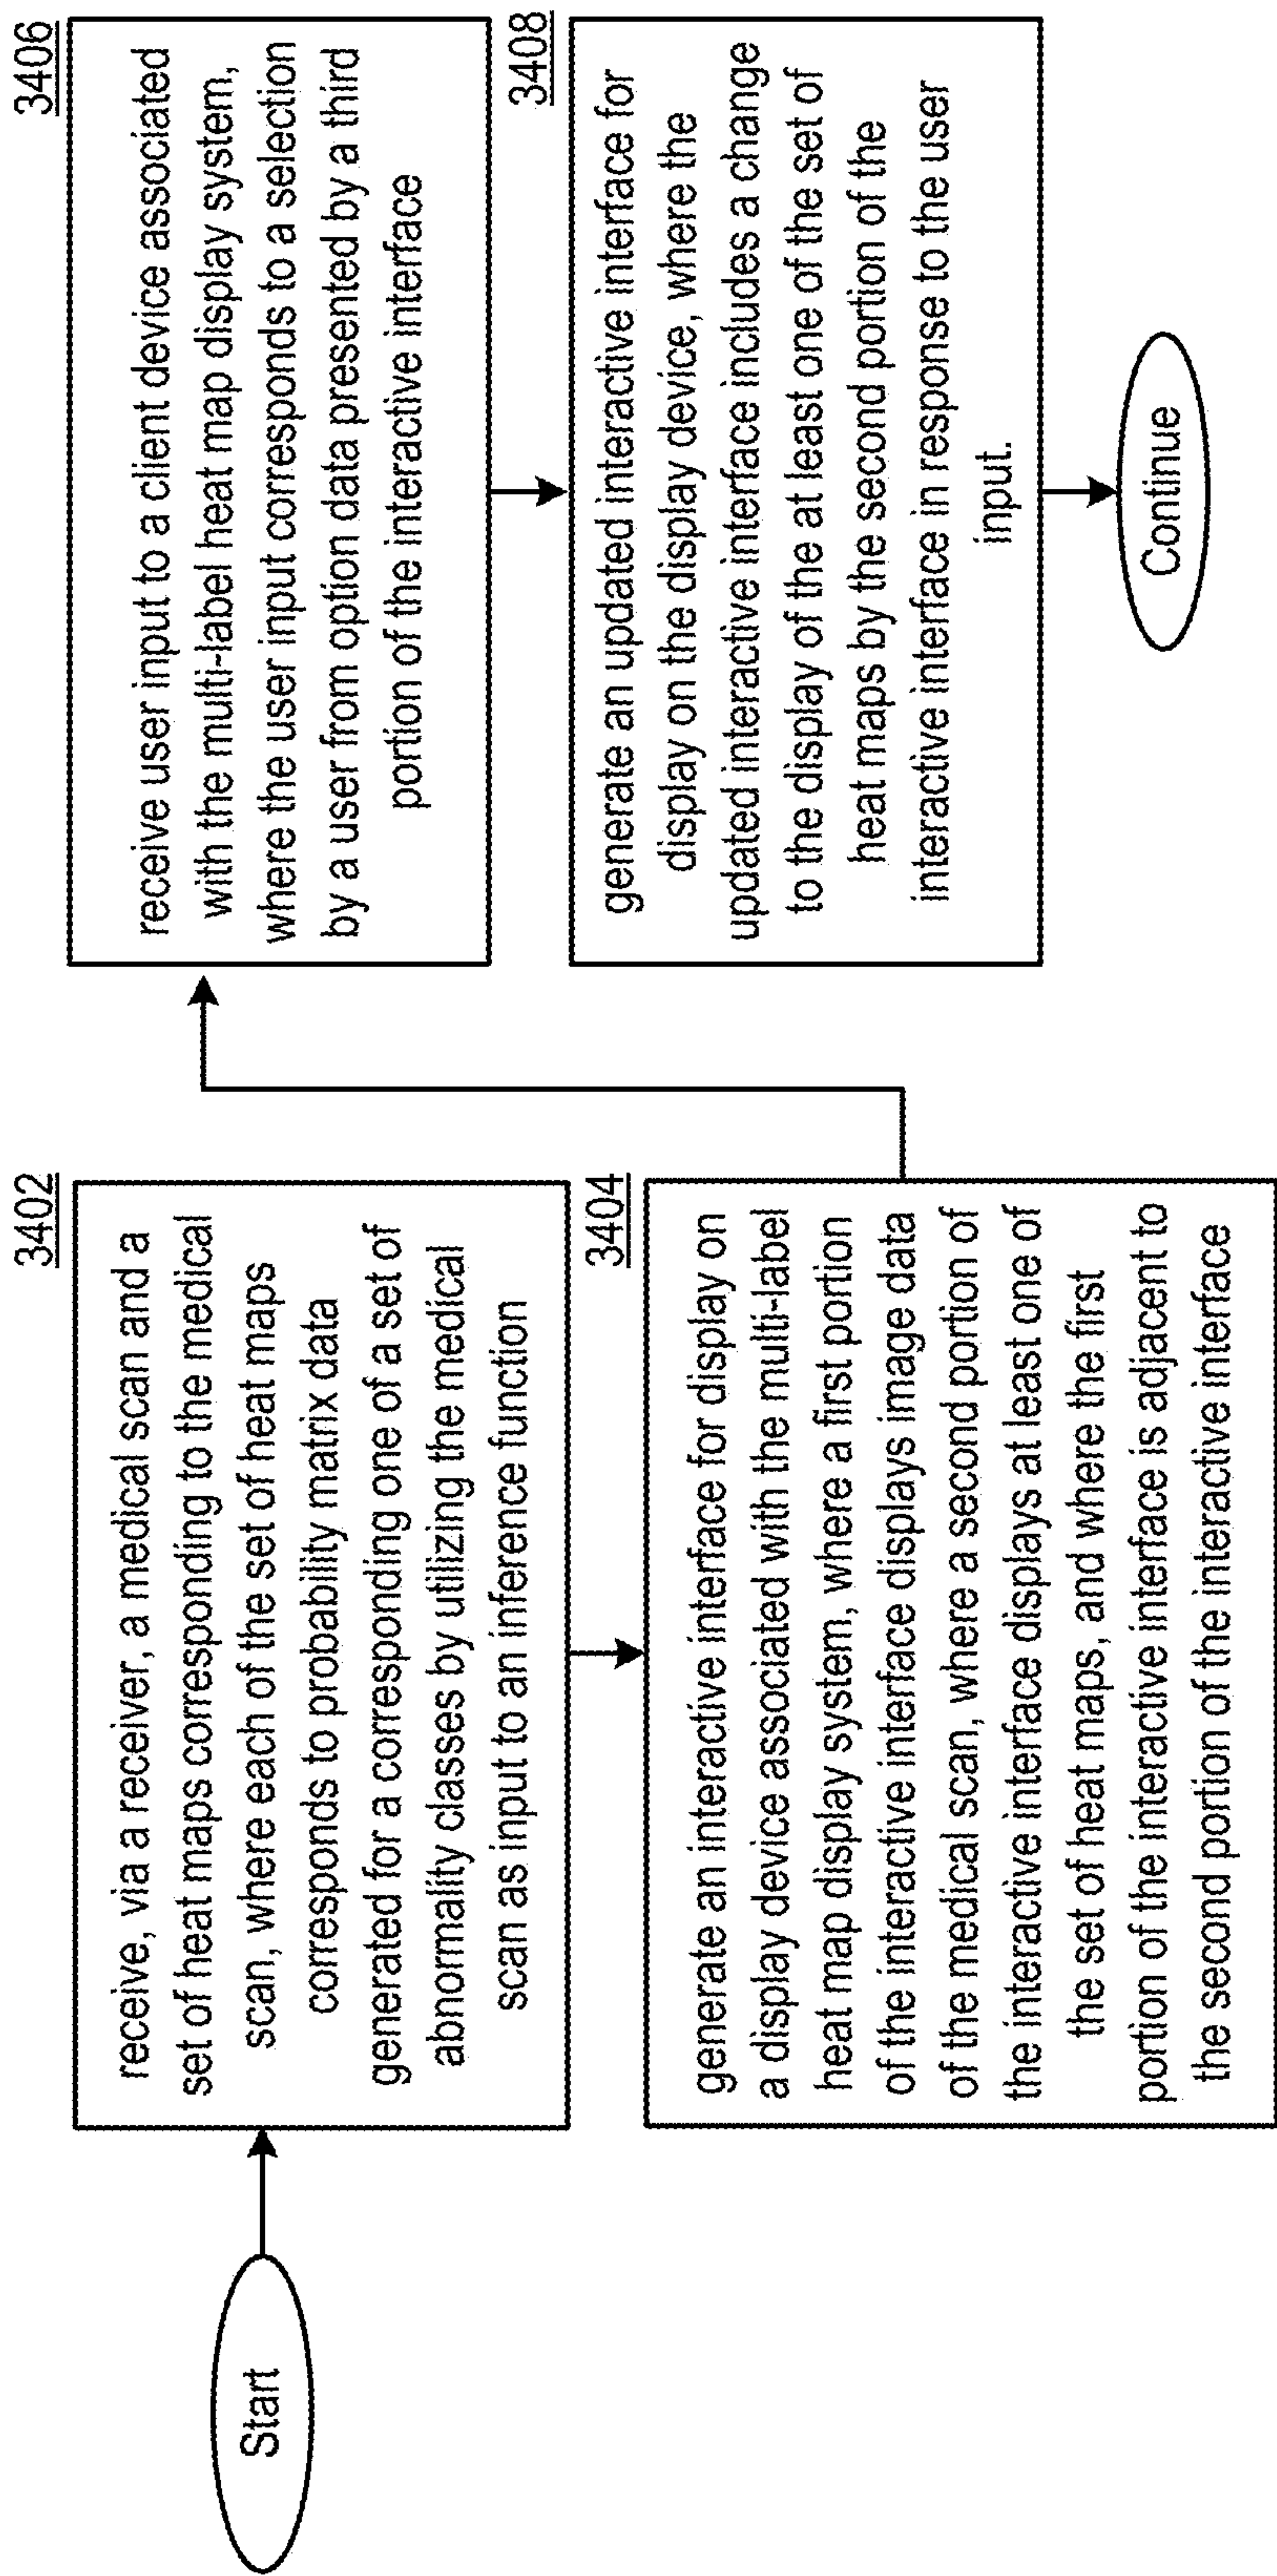 Start
3402
receive, via a receiver, a medical scan and a
set of heat maps corresponding to the medical
scan, where each of the set of heat maps
corresponds to probability matrix data
generated for a corresponding one of a set of
abnormality classes by utilizing the medical
scan as input to an inference function
3404
generate an interactive interface for display on
a display device associated with the multi-label
heat map display system, where a first portion
of the interactive interface displays image data
of the medical scan, where a second portion of
the interactive interface displays at least one of
the set of heat maps, and where the first
portion of the interactive interface is adjacent to
the second portion of the interactive interface
3406
receive user input to a client device associated
with the multi-label heat map display system,
where the user input corresponds to a selection
by a user from option data presented by a third
portion of the interactive interface
3408
generate an updated interactive interface for
display on the display device, where the
updated interactive interface includes a change
to the display of the at least one of the set of
heat maps by the second portion of the
interactive interface in response to the user
input.
Continue